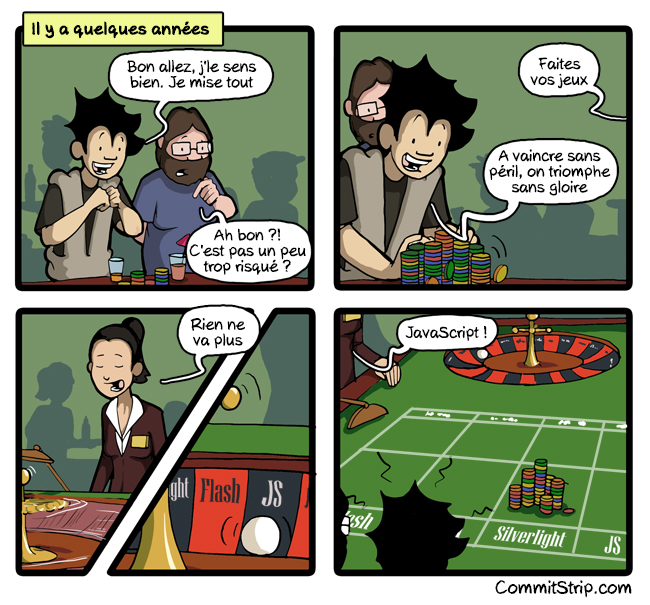 Il y a quelques années
Bon allez, j'le sens
bien. Je mise tout
Ah bon ?!
C'est pas un peu
trop risqué ?
Faites
vos jeux
A vaincre sans
péril, on triomphe
sans gloire
Rien ne
va plus
ght Flash JS
JavaScript !
ash Silverlight JS
CommitStrip.com